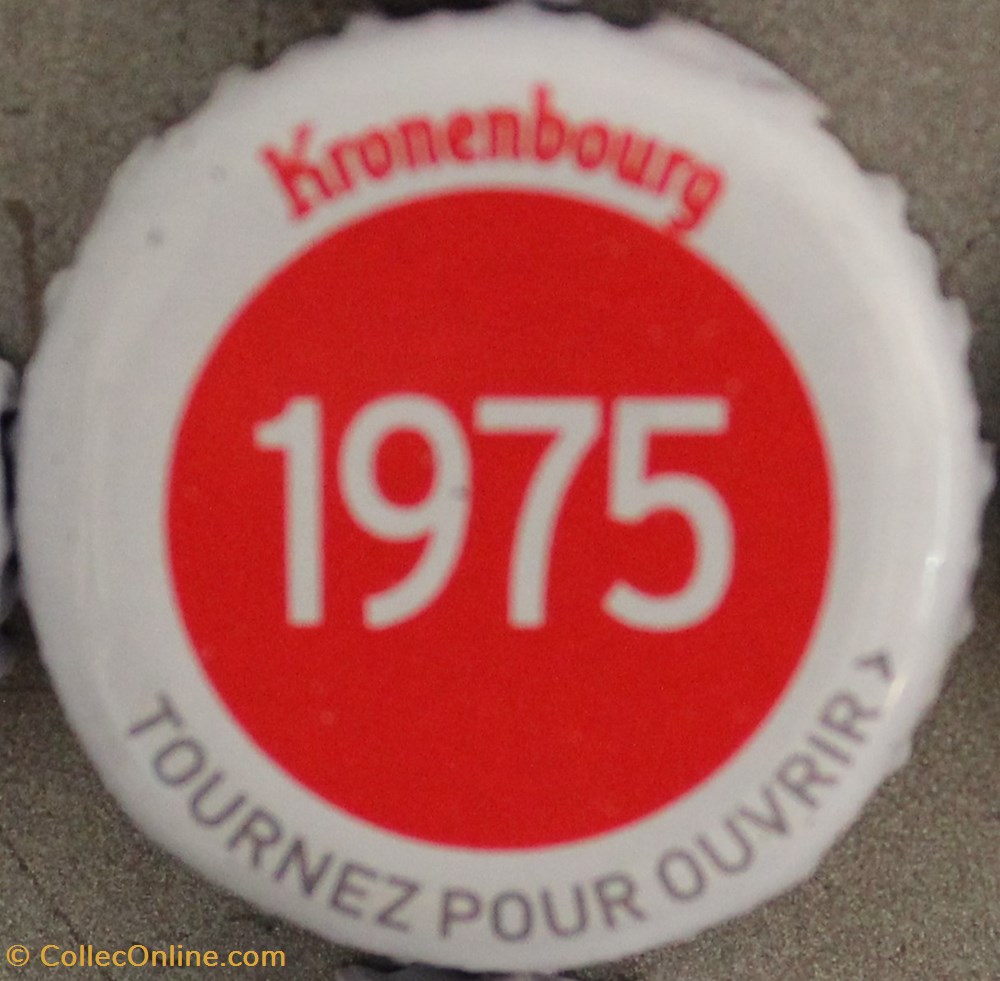 Kronenbourg
1975
TOURNEZ POUR OUVRIR >
© CollecOnline.com